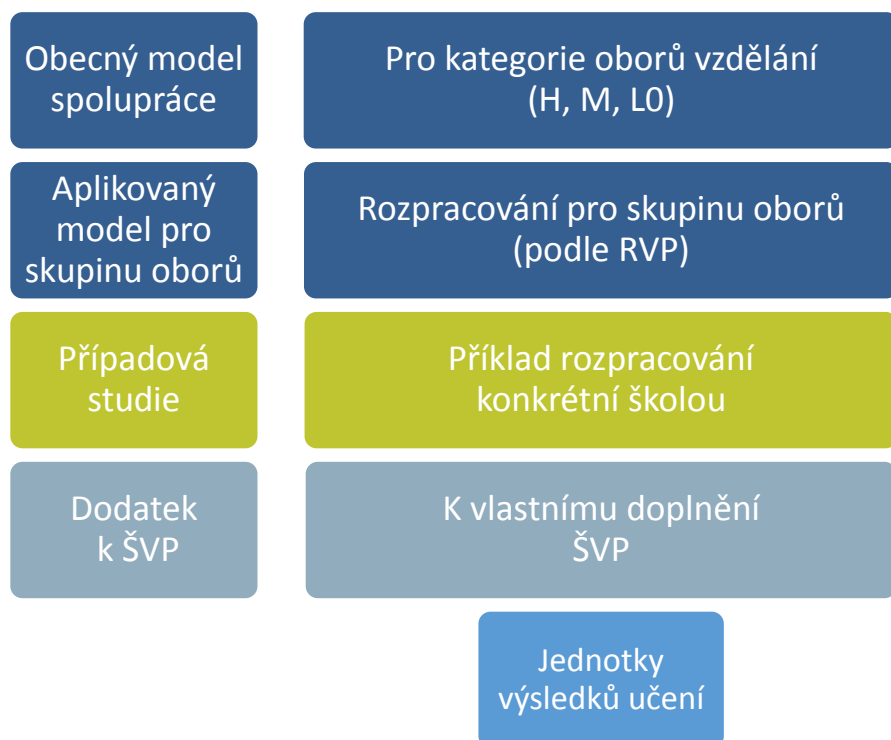 Obecný model
spolupráce
Pro kategorie oborů vzdělání
(H, M, L0)
Aplikovaný
model pro
skupinu oborů
Rozpracování pro skupinu oborů
(podle RVP)
Případová
studie
Příklad rozpracování
konkrétní školou
Dodatek
k ŠVP
K vlastnímu doplnění
ŠVP
Jednotky
výsledků učení